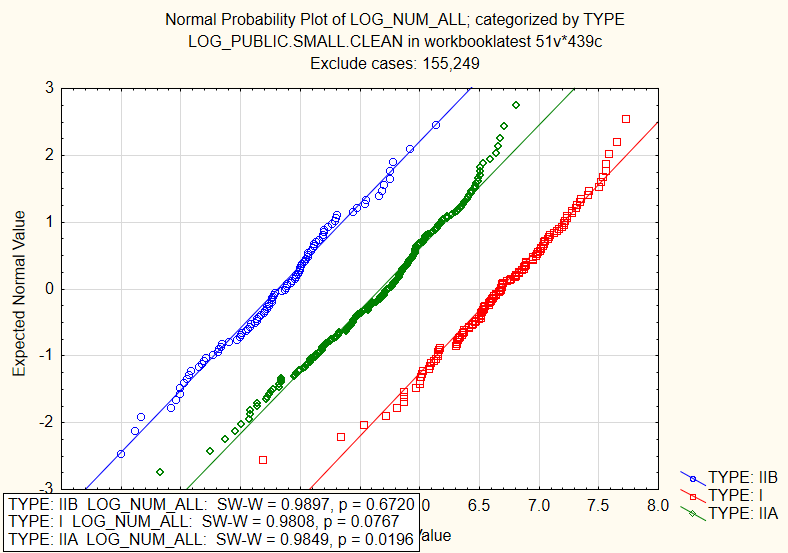 Normal Probability Plot of LOG_NUM_ALL; categorized by TYPE
LOG_PUBLIC.SMALL.CLEAN in workbooklatest 51v*439c
Exclude cases: 155,249
3
2
1
0
-1
-2
-3
Expected Normal Value
0 6.5 7.0 7.5 8.0
Value
TYPE: IIB
TYPE: I
TYPE: IIA
TYPE: IIB LOG_NUM_ALL: SW-W = 0.9897, p = 0.6720
TYPE: I LOG_NUM_ALL: SW-W = 0.9808, p = 0.0767
TYPE: IIA LOG_NUM_ALL: SW-W = 0.9849, p = 0.0196